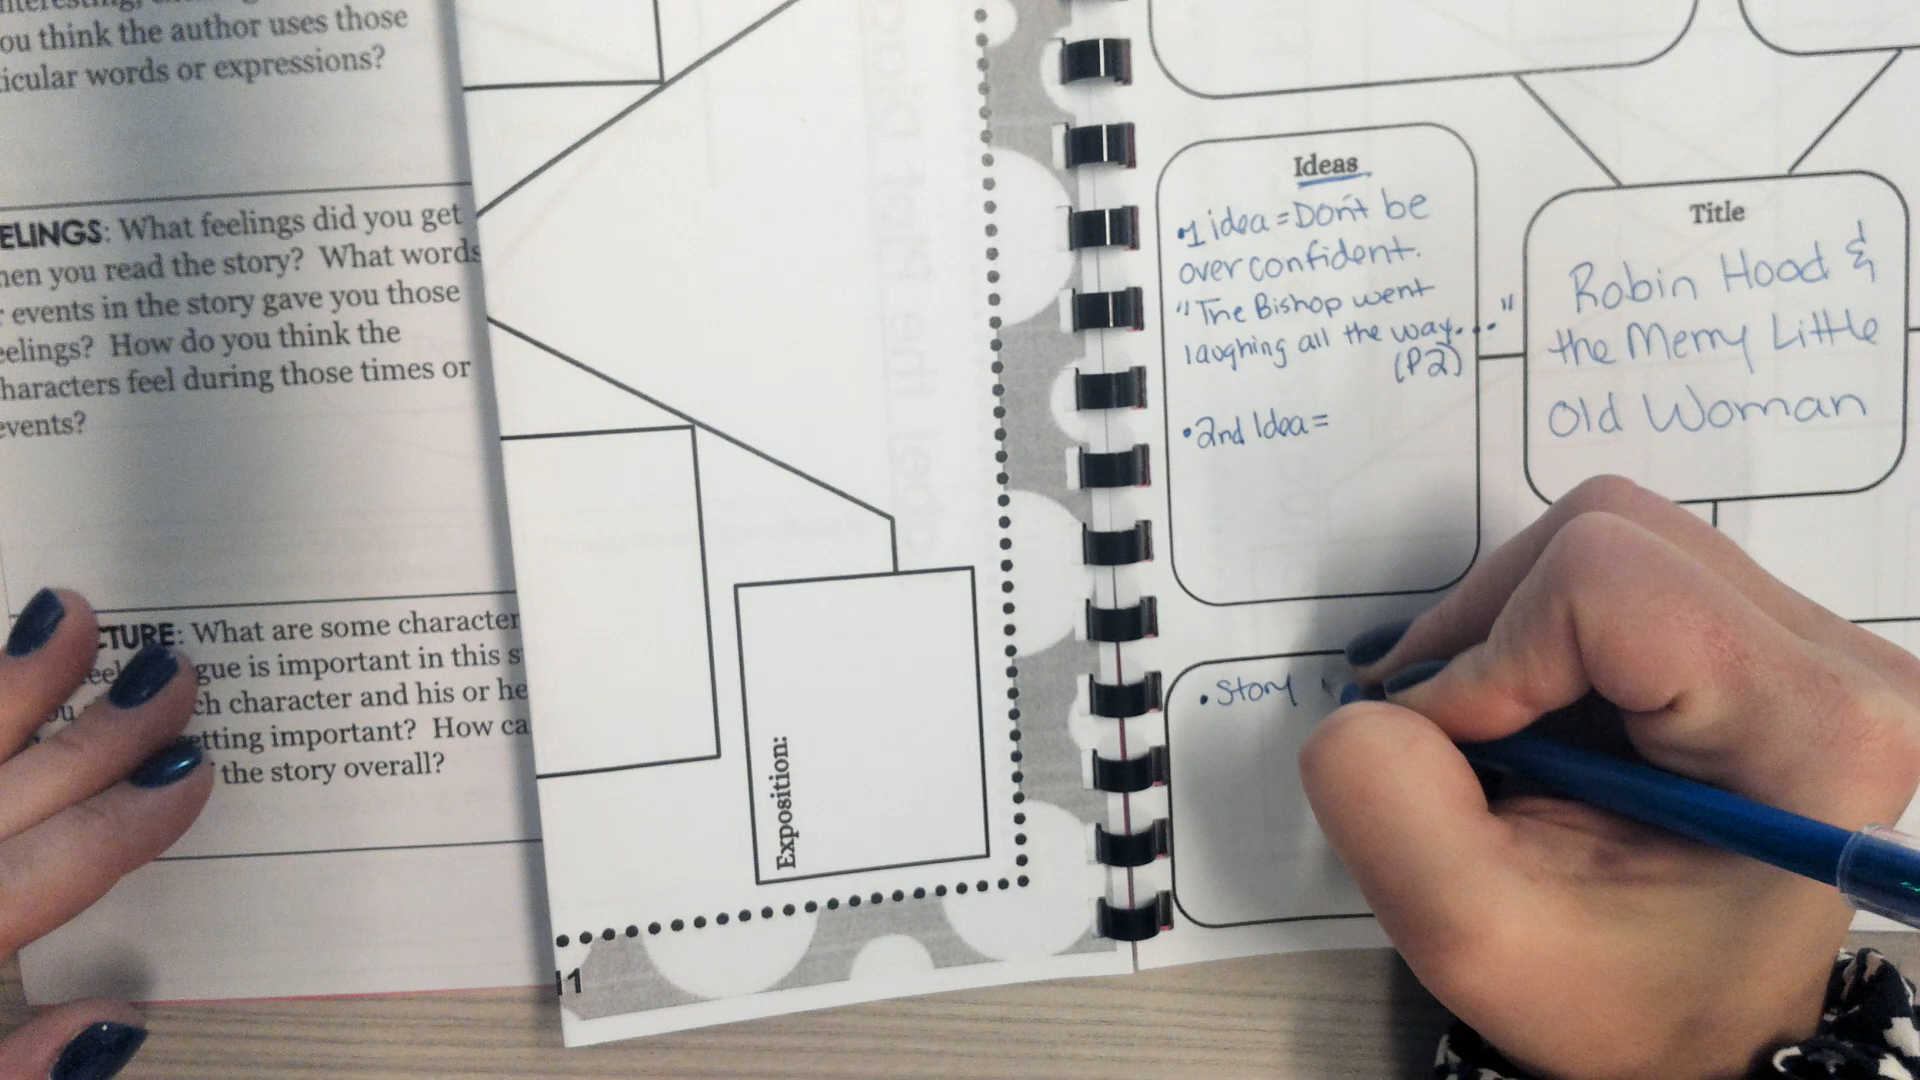 ou think the author uses those
icular words or expressions?
ELINGS: What feelings did you get
hen you read the story? What words
events in the story gave you those
eelings? How do you think the
haracters feel during those times or
events?
CTURE: What are some character
gue is important in this s
ch character and his or he
etting important? How ca
the story overall?
Exposition:
11
Ideas
•1 idea = Don't be
over confident.
"The Bishop went
laughing all the way...."
(P2)
•2nd Idea =
Title
Robin Hood &
the Merry Little
Old Woman
•Story